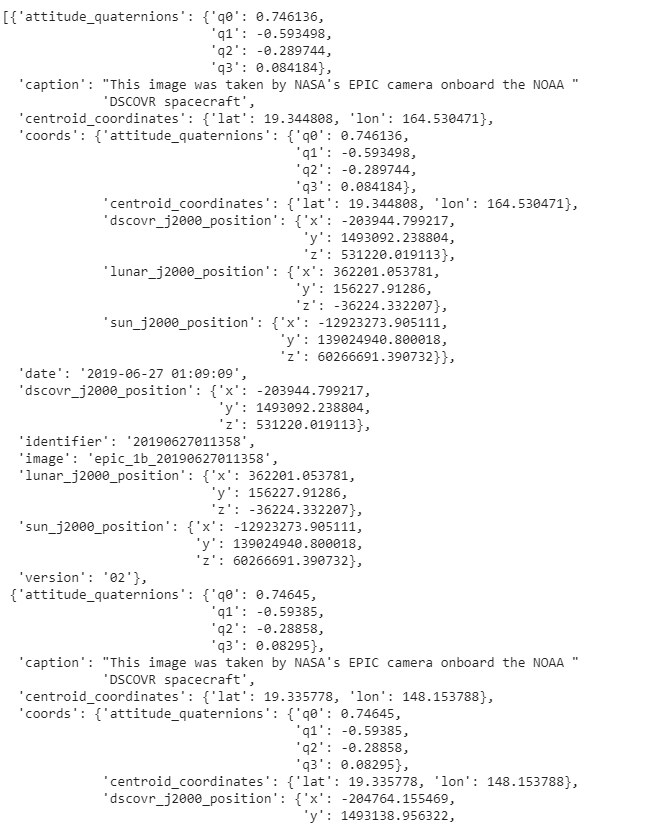 [{'attitude_quaternions': {'q0': 0.746136,
'q1': -0.593498,
'q2': -0.289744,
'q3': 0.084184},
'caption': "This image was taken by NASA's EPIC camera onboard the NOAA "
'DSCOVR spacecraft',
'centroid_coordinates': {'lat': 19.344808, 'lon': 164.530471},
'coords': {'attitude_quaternions': {'q0': 0.746136,
'q1': -0.593498,
'q2': -0.289744,
'q3': 0.084184},
'centroid_coordinates': {'lat': 19.344808, 'lon': 164.530471},
'dscovr_j2000_position': {'x': -203944.799217,
'y': 1493092.238804,
'z': 531220.019113},
'lunar_j2000_position': {'x': 362201.053781,
'y': 156227.91286,
'z': -36224.332207},
'sun_j2000_position': {'x': -12923273.905111,
'y': 139024940.800018,
'z': 60266691.390732}},
'date': '2019-06-27 01:09:09',
'dscovr_j2000_position': {'x': -203944.799217,
'y': 1493092.238804,
'z': 531220.019113},
'identifier': '20190627011358',
'image': 'epic_1b_20190627011358',
'lunar_j2000_position': {'x': 362201.053781,
'y': 156227.91286,
'z': -36224.332207},
'sun_j2000_position': {'x': -12923273.905111,
'y': 139024940.800018,
'z': 60266691.390732},
'version': '02'},
{'attitude_quaternions': {'q0': 0.74645,
'q1': -0.59385,
'q2': -0.28858,
'q3': 0.08295},
'caption': "This image was taken by NASA's EPIC camera onboard the NOAA "
'DSCOVR spacecraft',
'centroid_coordinates': {'lat': 19.335778, 'lon': 148.153788},
'coords': {'attitude_quaternions': {'q0': 0.74645,
'q1': -0.59385,
'q2': -0.28858,
'q3': 0.08295},
'centroid_coordinates': {'lat': 19.335778, 'lon': 148.153788},
'dscovr_j2000_position': {'x': -204764.155469,
'y': 1493138.956322,